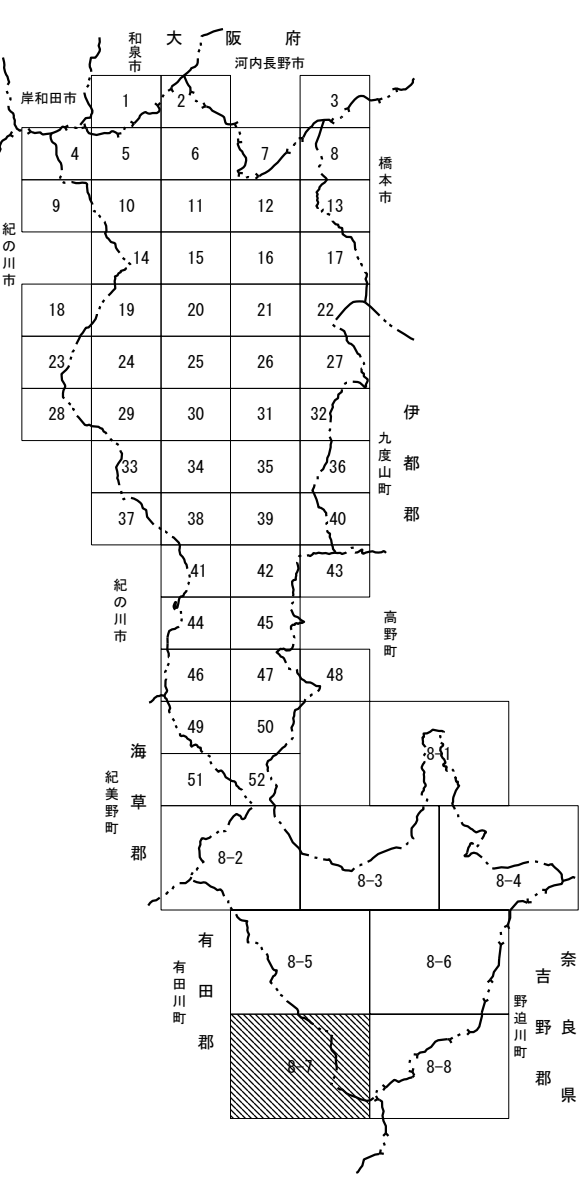 大阪府
和泉市
河内長野市
岸和田市
1 2 3
4 5 6 7 8
橋本市
9 10 11 12 13
紀の川市
14 15 16 17
18 19 20 21 22
23 24 25 26 27
28 29 30 31 32
伊都郡
九度山町
33 34 35 36
37 38 39 40
41 42 43
紀の川市
44 45
高野町
46 47 48
49 50
8-1
海草郡
紀美野町
51 52
8-2 8-3 8-4
有田郡
有田川町
8-5 8-6
奈良県
吉野郡
野迫川町
8-7 8-8